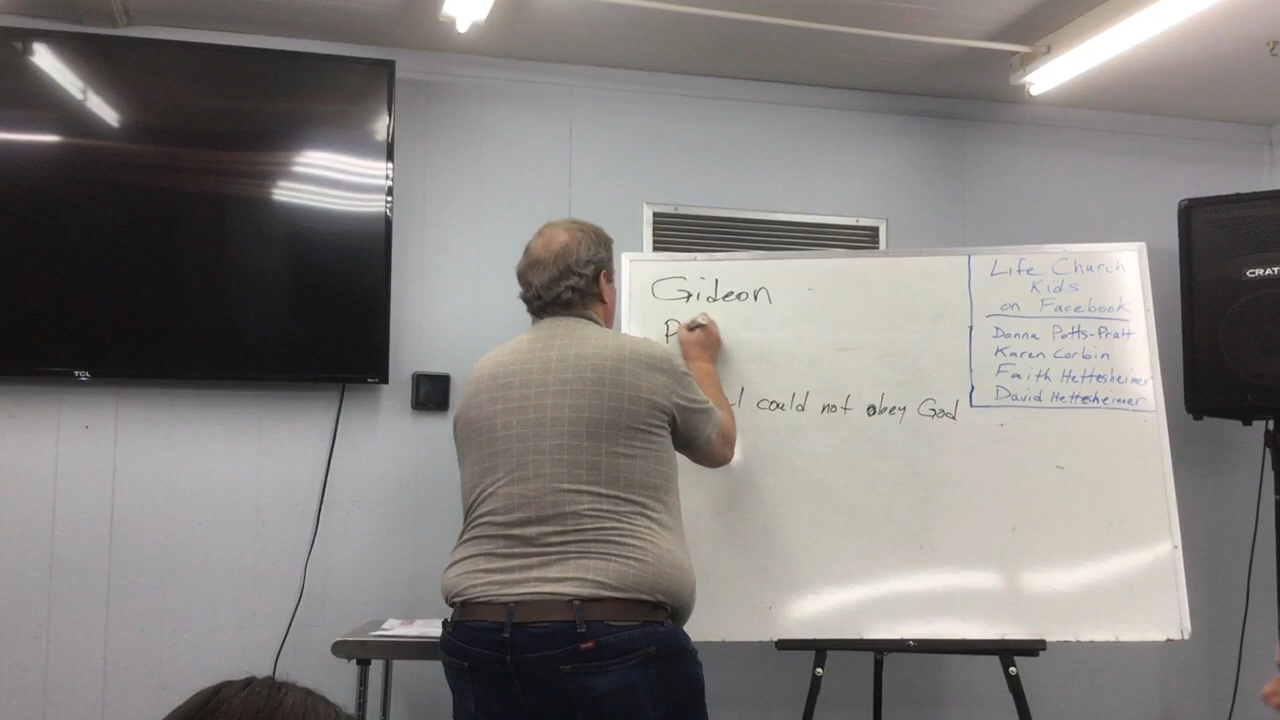 Gideon
P
could not obey God
Life Church
Kids
on Facebook
Donna Potts-Pratt
Karen Corbin
Faith Hettesheimer
David Hettesheimer
TCL
CRAT